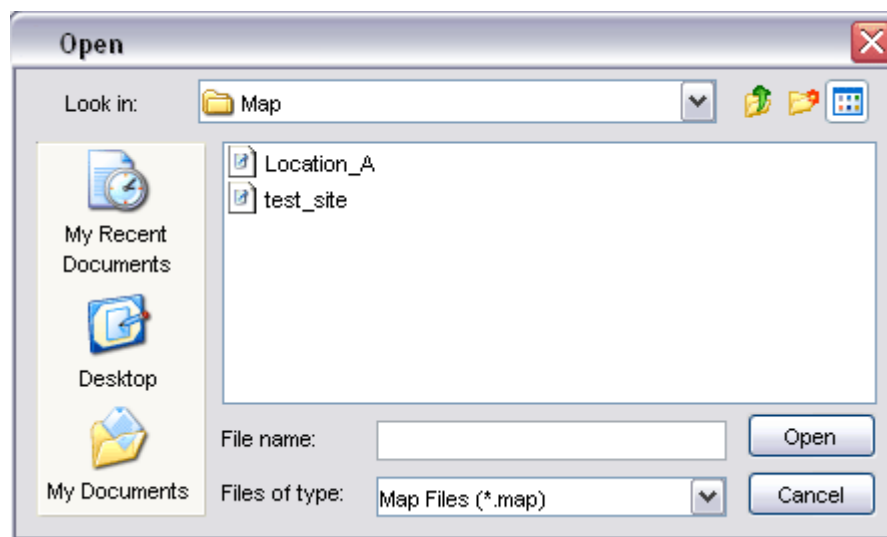 Open
Look in:
Map
Location_A
test_site
My Recent
Documents
Desktop
My Documents
File name:
Open
Files of type:
Map Files (*.map)
Cancel